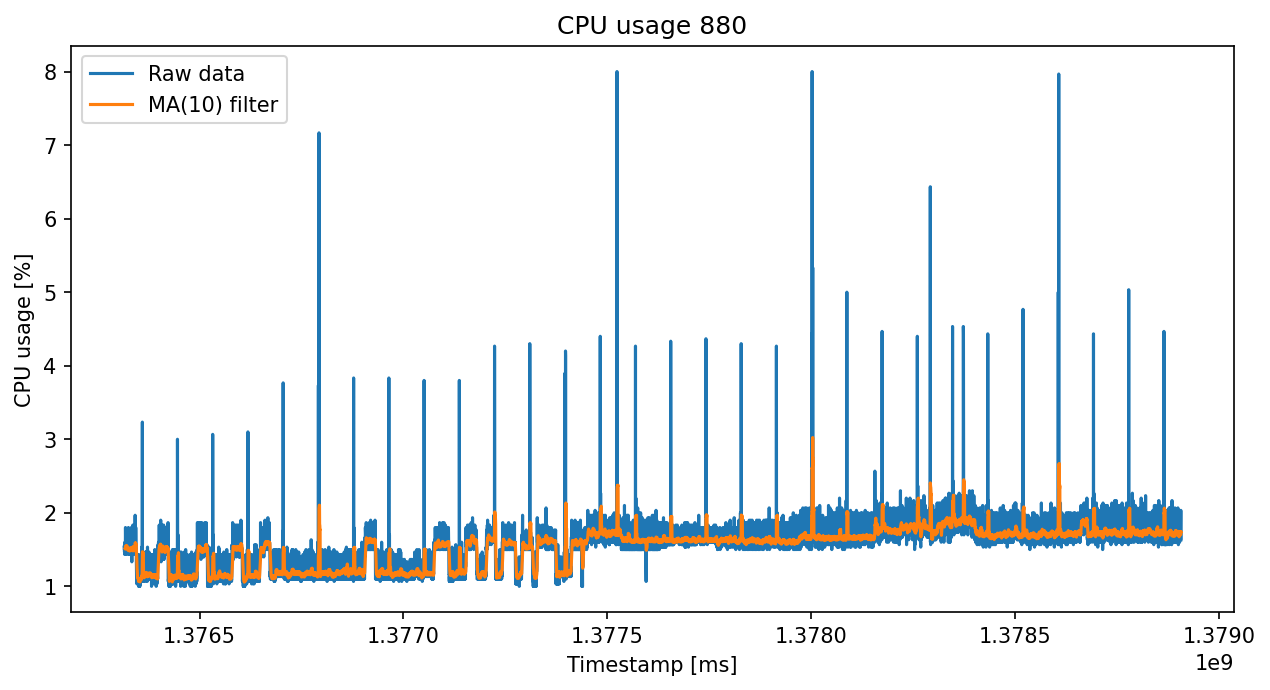 CPU usage 880
Raw data
MA(10) filter
CPU usage [%]
8
7
6
5
4
3
2
1
1.3765 1.3770 1.3775 1.3780 1.3785 1.3790
1e9
Timestamp [ms]